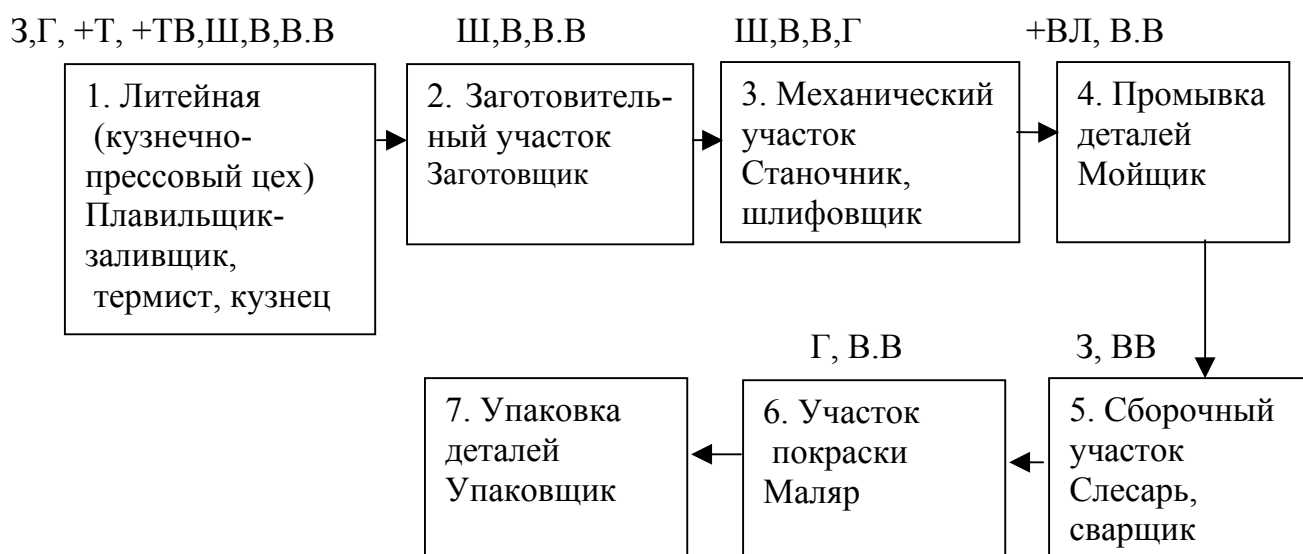 З,Г, +Т, +ТВ,Ш,В,В.В
Ш,В,В.В
Ш,В,В,Г
+ВЛ, В.В
1. Литейная
(кузнечно-
прессовый цех)
Плавильщик-
заливщик,
термист, кузнец
2. Заготовитель-
ный участок
Заготовщик
3. Механический
участок
Станочник,
шлифовщик
4. Промывка
деталей
Мойщик
Г, В.В
З, ВВ
7. Упаковка
деталей
Упаковщик
6. Участок
покраски
Маляр
5. Сборочный
участок
Слесарь,
сварщик